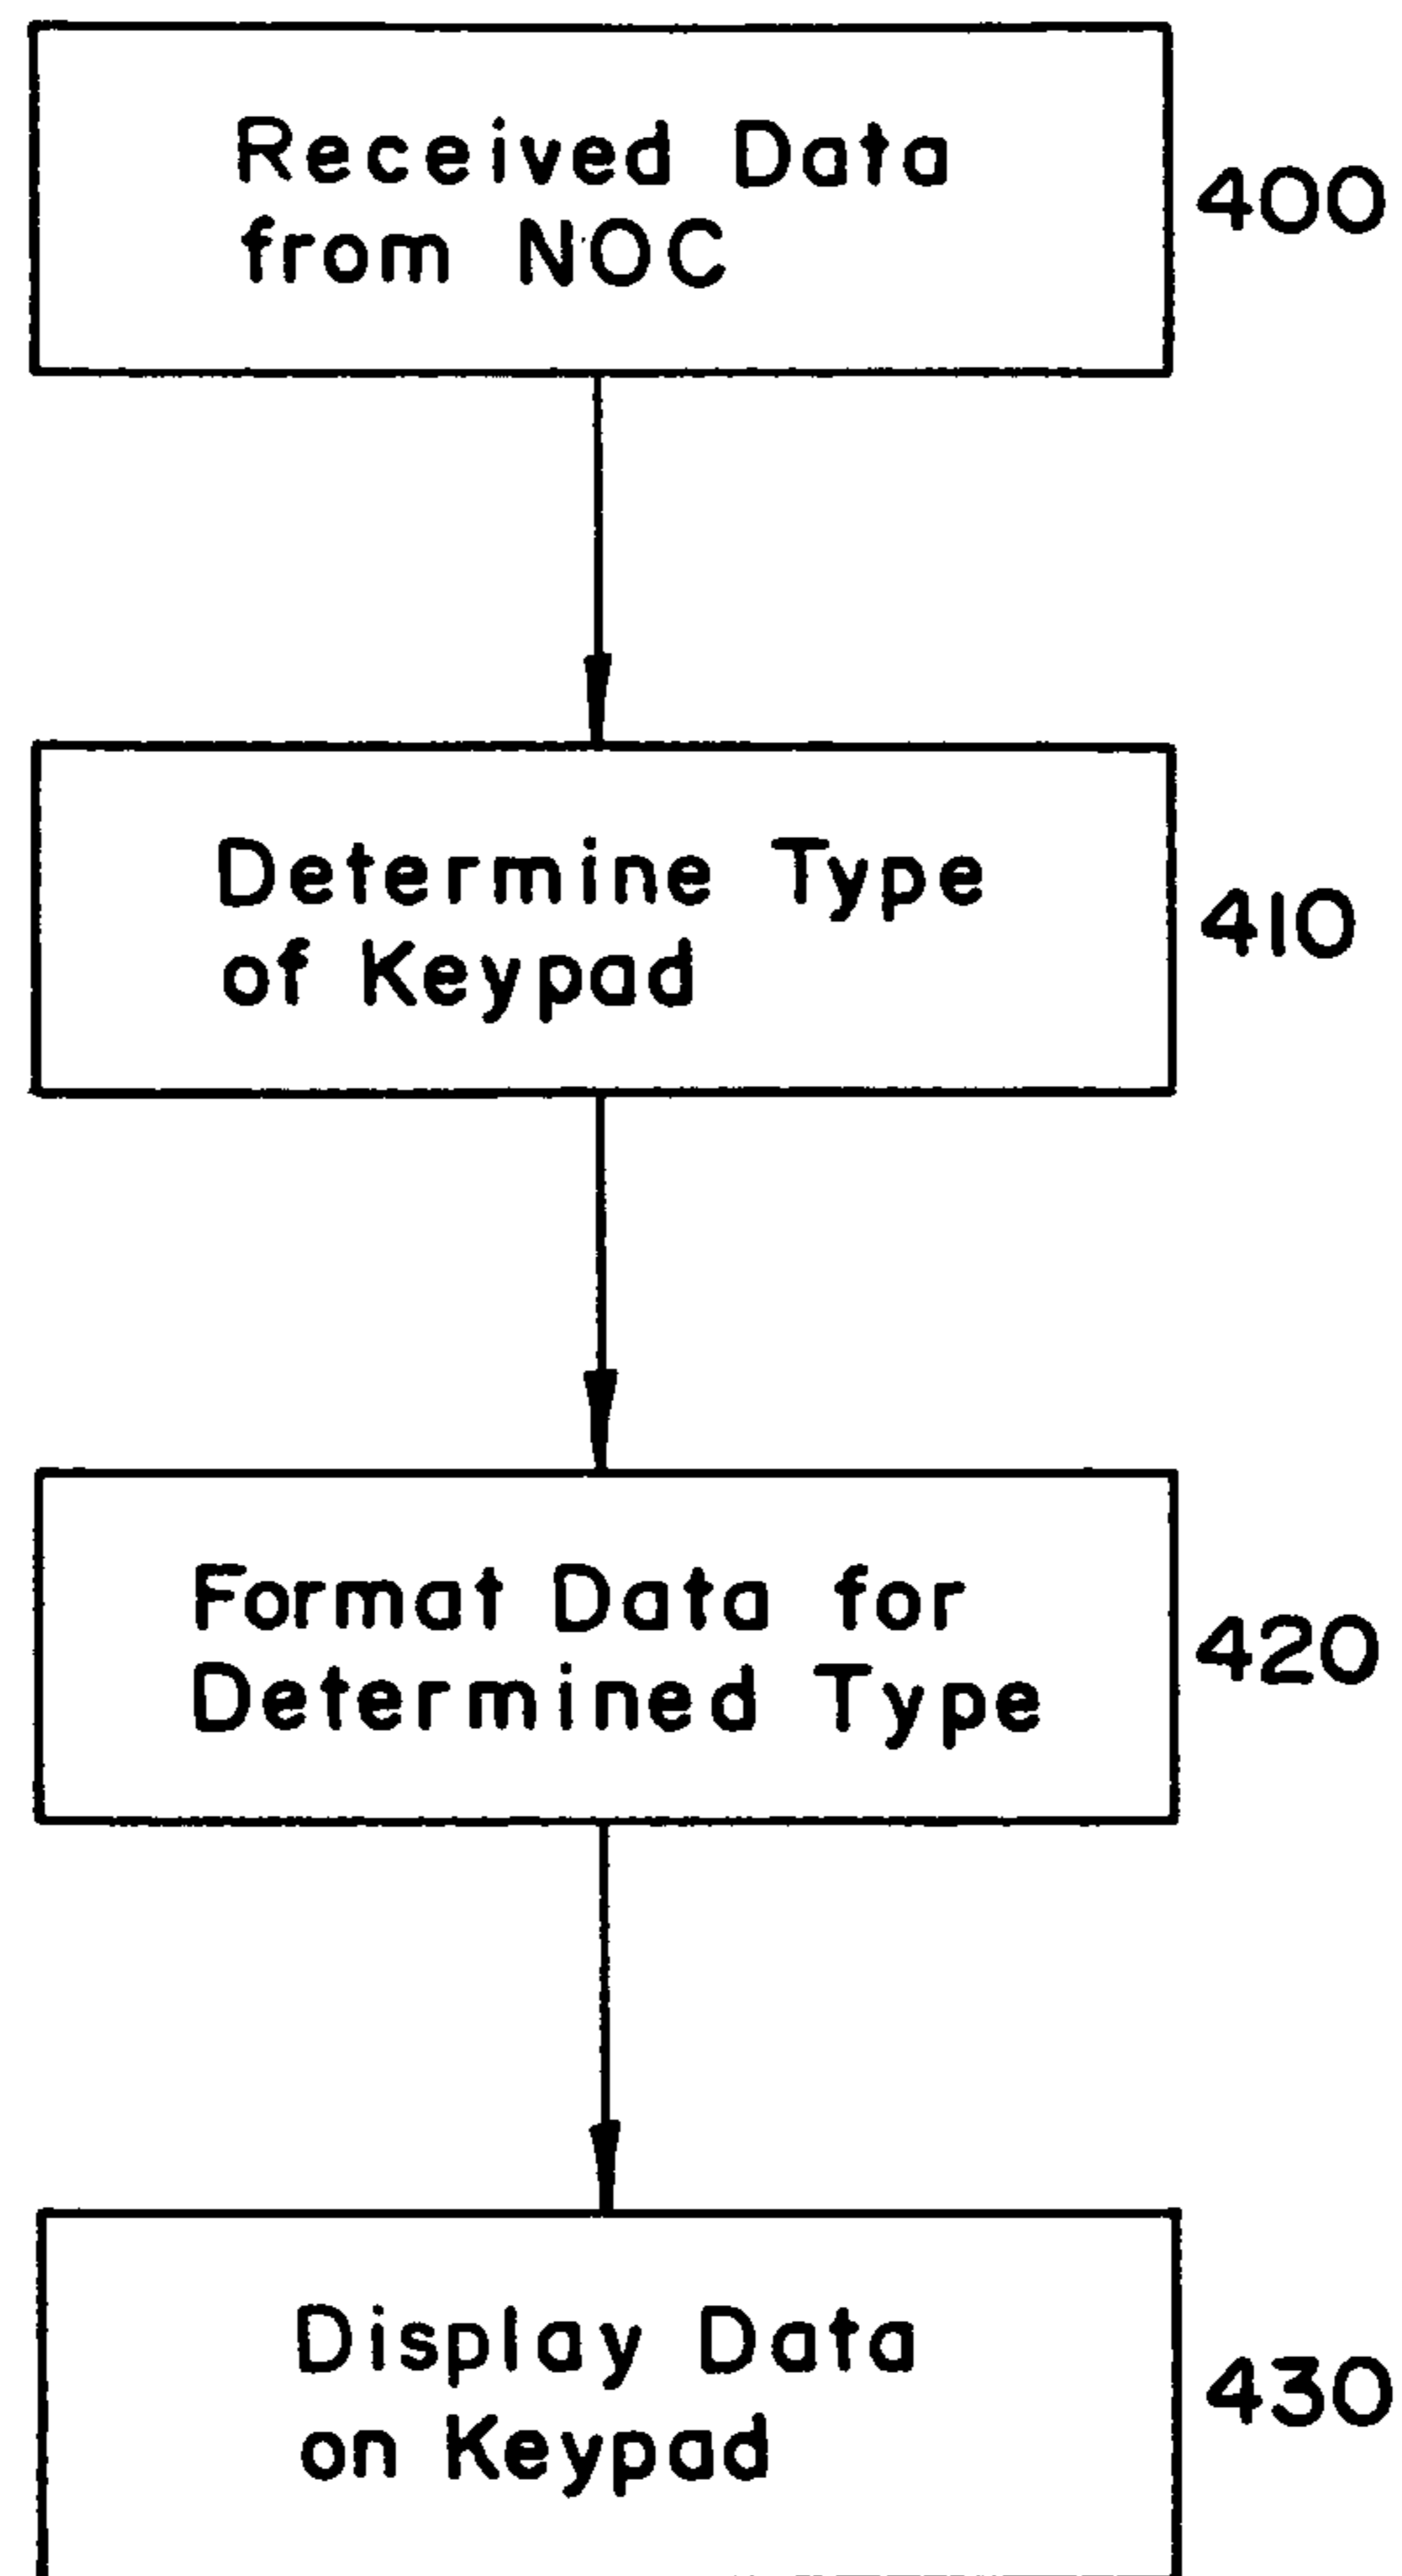 Received Data
from NOC
400
Determine Type
of Keypad
410
Format Data for
Determined Type
420
Display Data
on Keypad
430